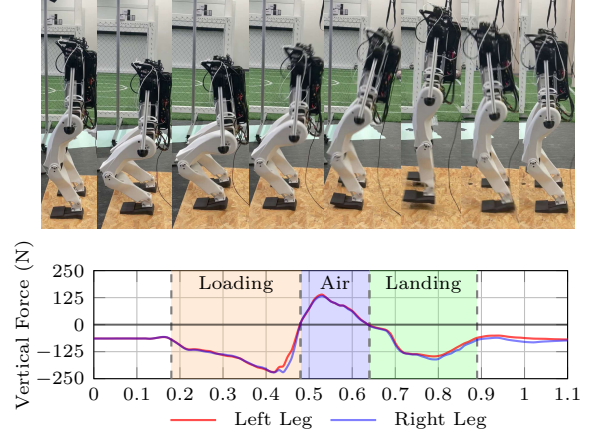 Vertical Force (N)
250
125
0
−125
−250
Loading
Air
Landing
0 0.1 0.2 0.3 0.4 0.5 0.6 0.7 0.8 0.9 1 1.1
Left Leg Right Leg